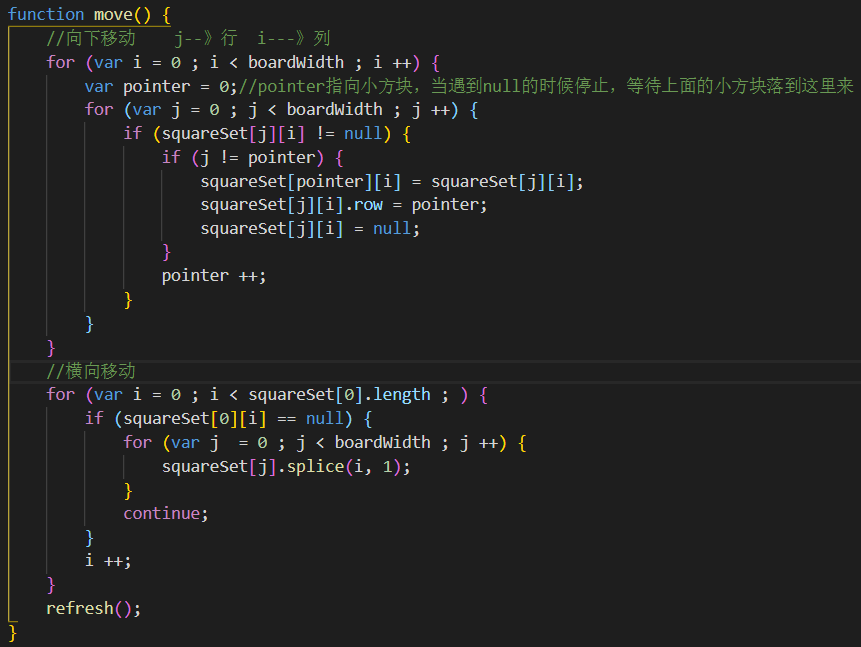 function move() {
    //向下移动    j--》行  i---》列
    for (var i = 0 ; i < boardWidth ; i ++) {
        var pointer = 0;//pointer指向小方块，当遇到null的时候停止，等待上面的小方块落到这里来
        for (var j = 0 ; j < boardWidth ; j ++) {
            if (squareSet[j][i] != null) {
                if (j != pointer) {
                    squareSet[pointer][i] = squareSet[j][i];
                    squareSet[j][i].row = pointer;
                    squareSet[j][i] = null;
                }
                pointer ++;
            }
        }
    }
    //横向移动
    for (var i = 0 ; i < squareSet[0].length ; ) {
        if (squareSet[0][i] == null) {
            for (var j  = 0 ; j < boardWidth ; j ++) {
                squareSet[j].splice(i, 1);
            }
            continue;
        }
        i ++;
    }
    refresh();
}